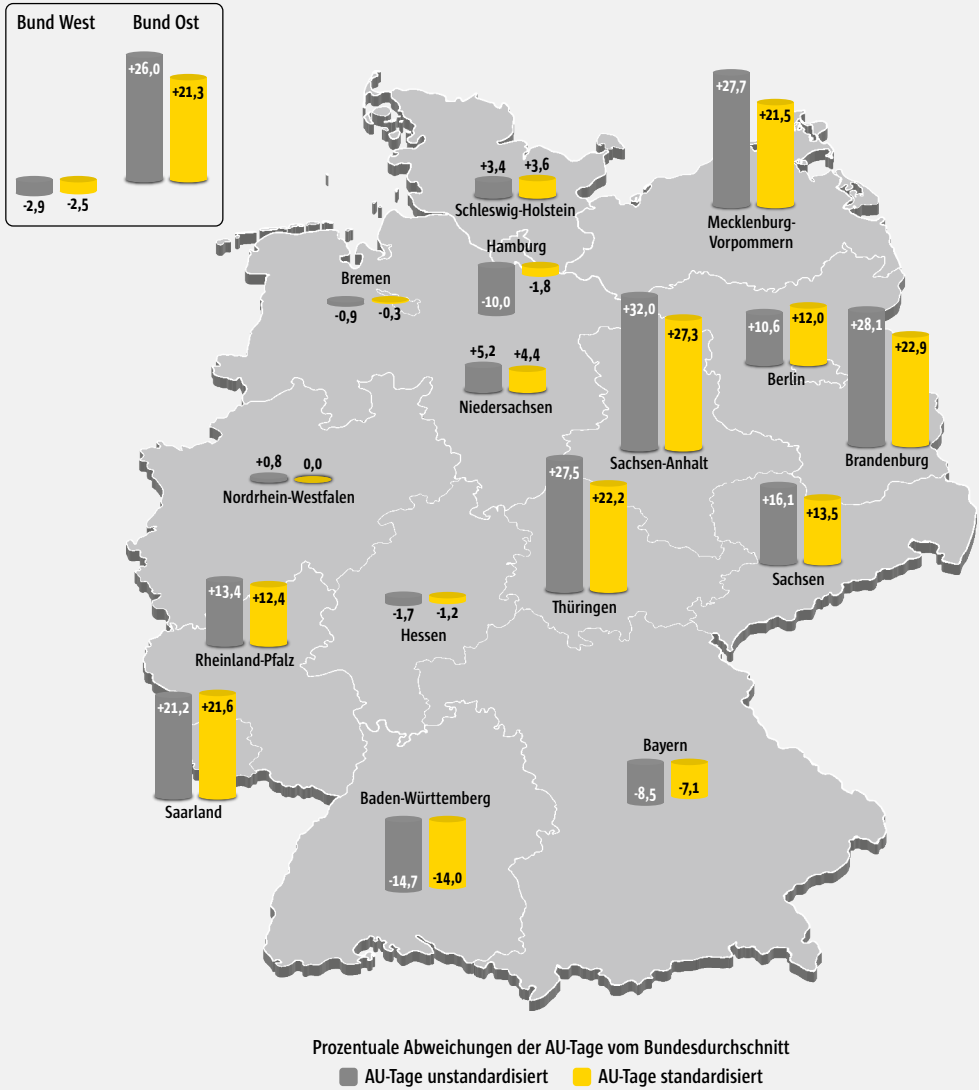 Bund West Bund Ost
+26,0 +21,3
-2,9 -2,5
+27,7 +21,5
Mecklenburg-
Vorpommern
+3,4 +3,6
Schleswig-Holstein
Hamburg
-10,0 -1,8
Bremen
-0,9 -0,3
+32,0 +27,3
Sachsen-Anhalt
+10,6 +12,0
Berlin
+28,1 +22,9
Brandenburg
+5,2 +4,4
Niedersachsen
+0,8 0,0
Nordrhein-Westfalen
+27,5 +22,2
Thüringen
+16,1 +13,5
Sachsen
+13,4 +12,4
Rheinland-Pfalz
-1,7 -1,2
Hessen
+21,2 +21,6
Saarland
Bayern
-8,5 -7,1
Baden-Württemberg
-14,7 -14,0
Prozentuale Abweichungen der AU-Tage vom Bundesdurchschnitt
AU-Tage unstandardisiert AU-Tage standardisiert